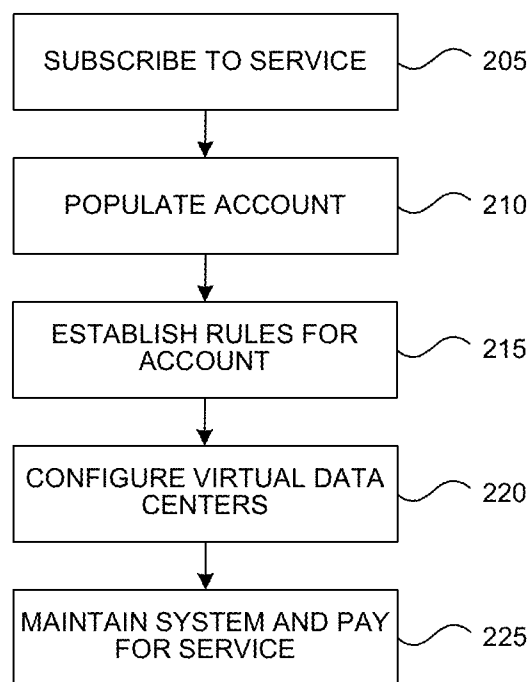 SUBSCRIBE TO SERVICE
205
POPULATE ACCOUNT
210
ESTABLISH RULES FOR
ACCOUNT
215
CONFIGURE VIRTUAL DATA
CENTERS
220
MAINTAIN SYSTEM AND PAY
FOR SERVICE
225